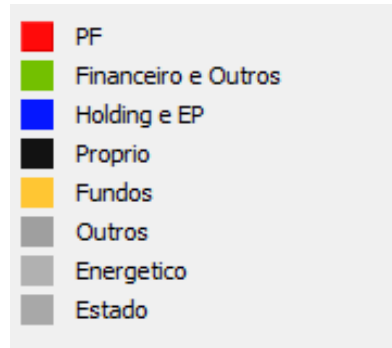 PF
Financeiro e Outros
Holding e EP
Proprio
Fundos
Outros
Energetico
Estado